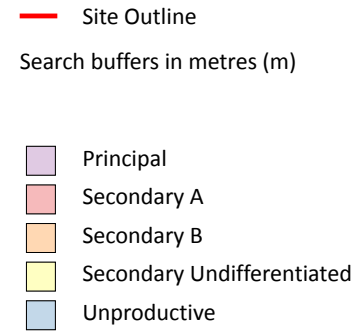 Site Outline
Search buffers in metres (m)
Principal
Secondary A
Secondary B
Secondary Undifferentiated
Unproductive